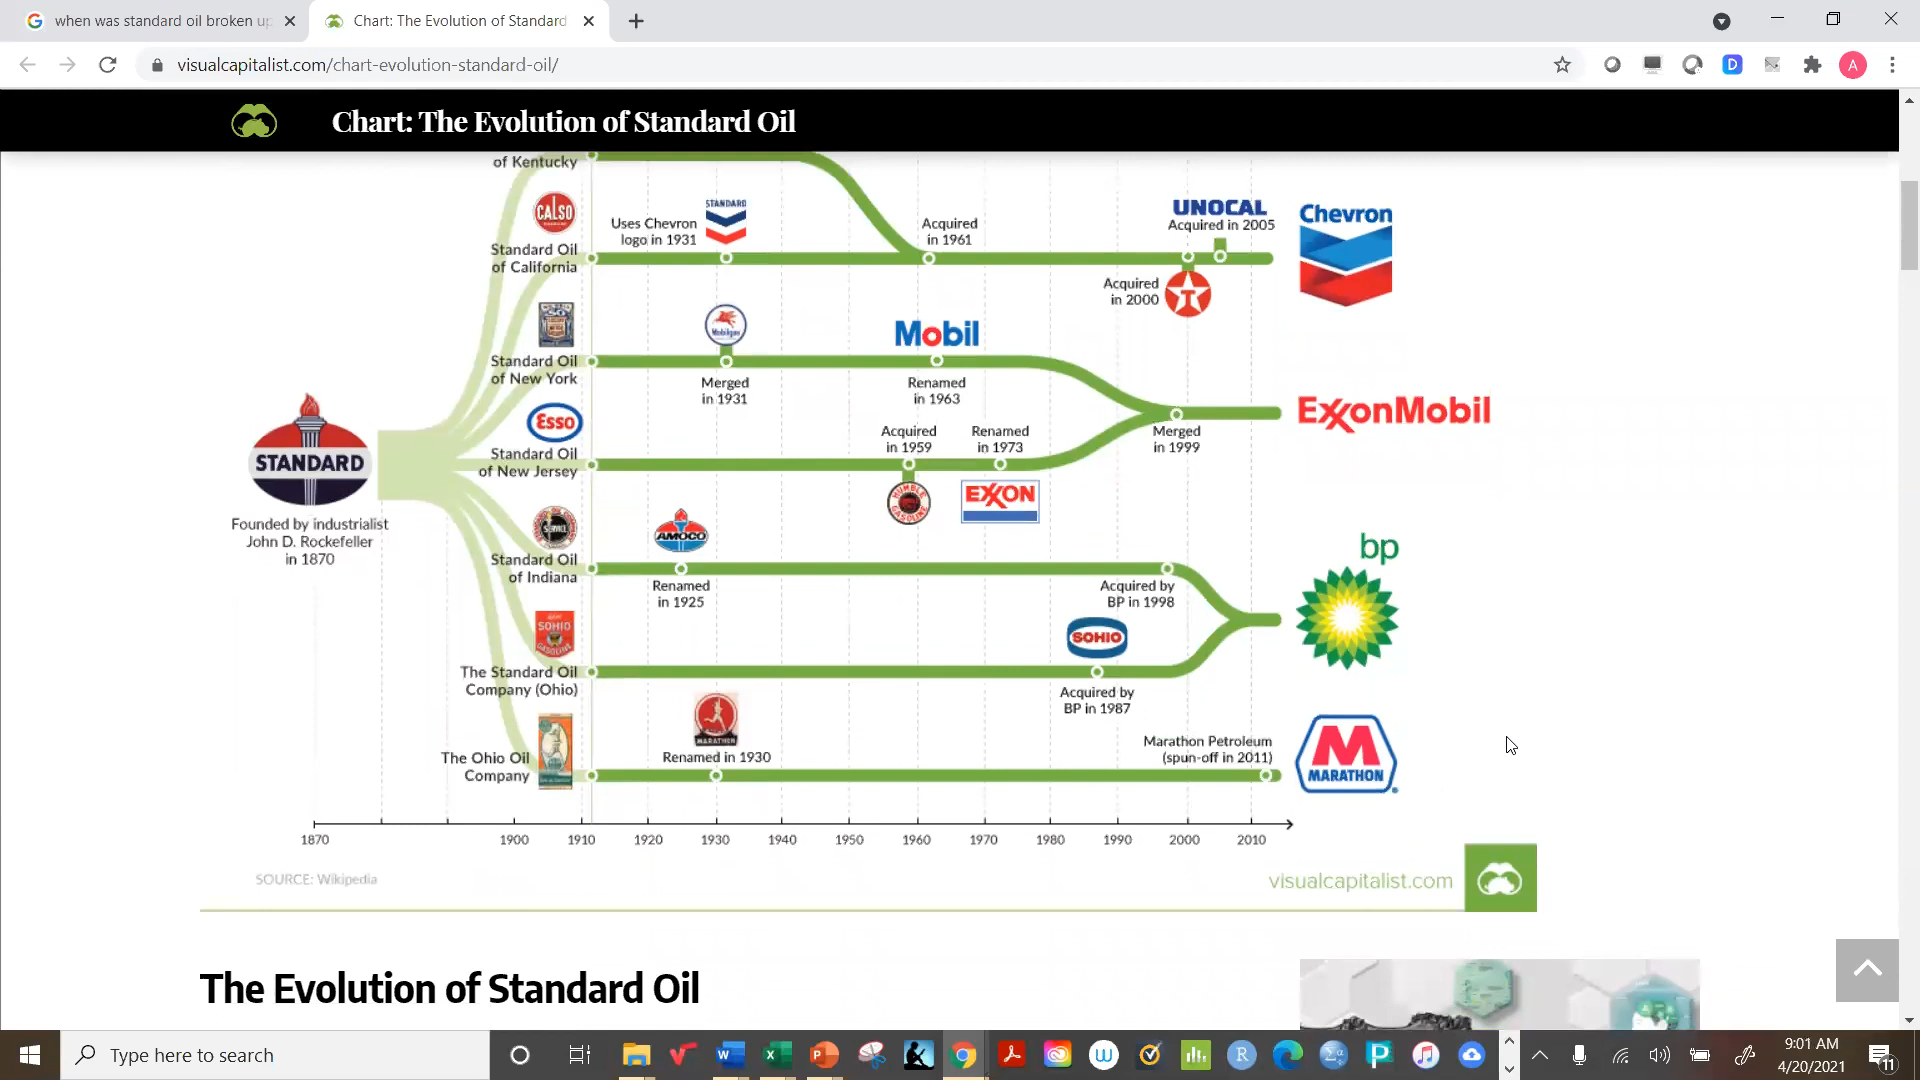 when was standard oil broken up
Chart: The Evolution of Standard
visualcapitalist.com/chart-evolution-standard-oil/
D
A
Chart: The Evolution of Standard Oil
of Kentucky
CALSO
Standard Oil
of California
Uses Chevron
logo in 1931
STANDARD
Acquired
in 1961
UNOCAL
Acquired in 2005
Acquired
in 2000
T
Chevron
Standard Oil
of New York
Mobilgas
Merged
in 1931
Mobil
Renamed
in 1963
Esso
Standard Oil
of New Jersey
Acquired
in 1959
HUMBLE
GASOLINE
Renamed
in 1973
EXXON
Merged
in 1999
ExxonMobil
STANDARD
Founded by industrialist
John D. Rockefeller
in 1870
SERVICE
Standard Oil
of Indiana
AMOCO
Renamed
in 1925
Acquired by
BP in 1998
bp
SOHIO
GASOLINE
The Standard Oil
Company (Ohio)
SOHIO
Acquired by
BP in 1987
The Ohio Oil
Company
MARATHON
Renamed in 1930
Marathon Petroleum
(spun-off in 2011)
M
MARATHON
1870 1900 1910 1920 1930 1940 1950 1960 1970 1980 1990 2000 2010
SOURCE: Wikipedia
visualcapitalist.com
The Evolution of Standard Oil
Type here to search
9:01 AM
4/20/2021
11